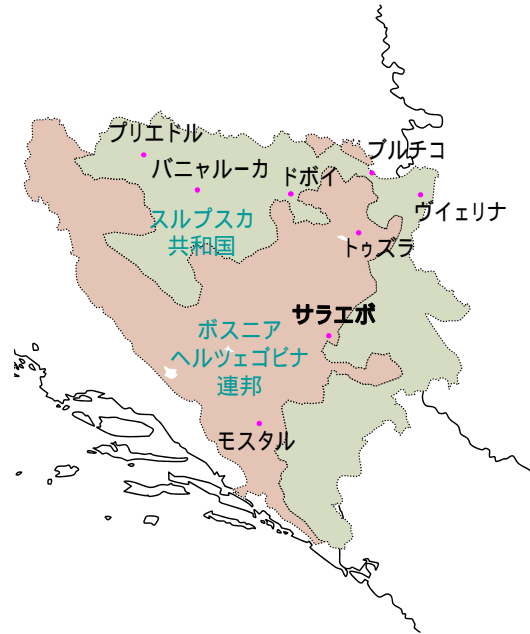 プリエドル
ブルチコ
バニャルーカ
ドボイ
ヴィェリナ
スルプスカ
共和国
トゥズラ
サラエボ
ボスニア
ヘルツェゴビナ
連邦
モスタル